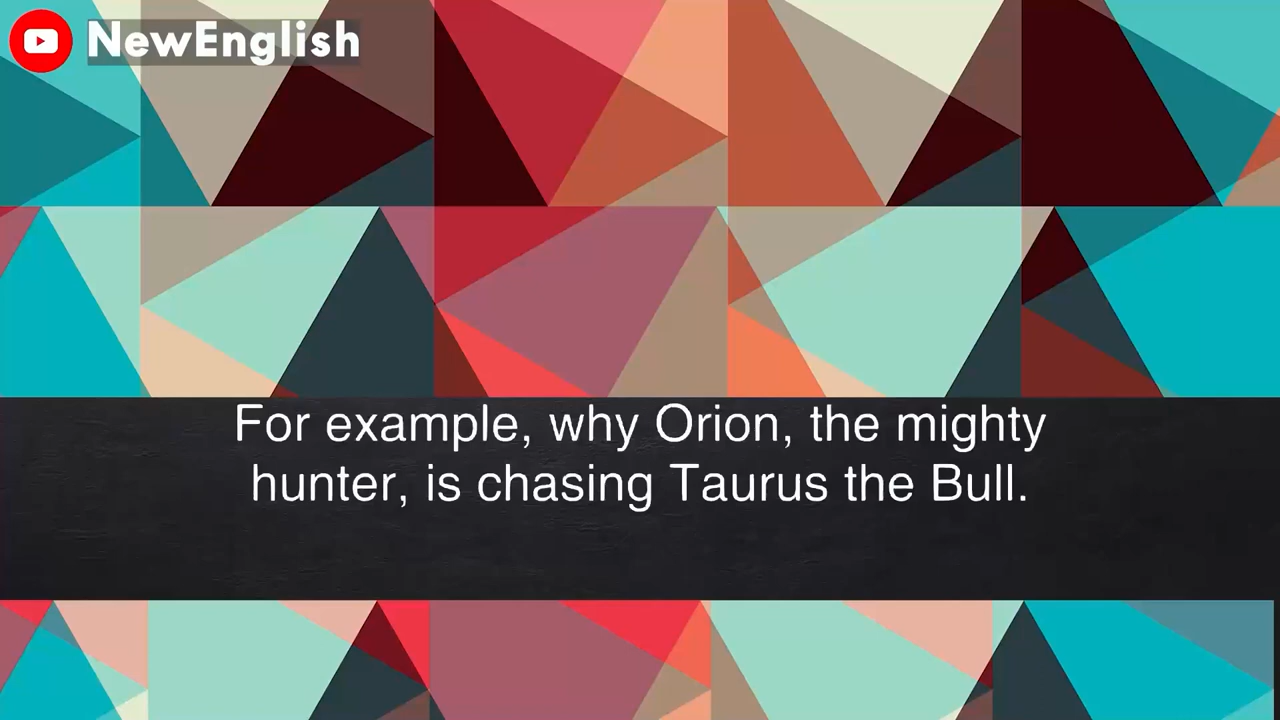 NewEnglish
For example, why Orion, the mighty
hunter, is chasing Taurus the Bull.